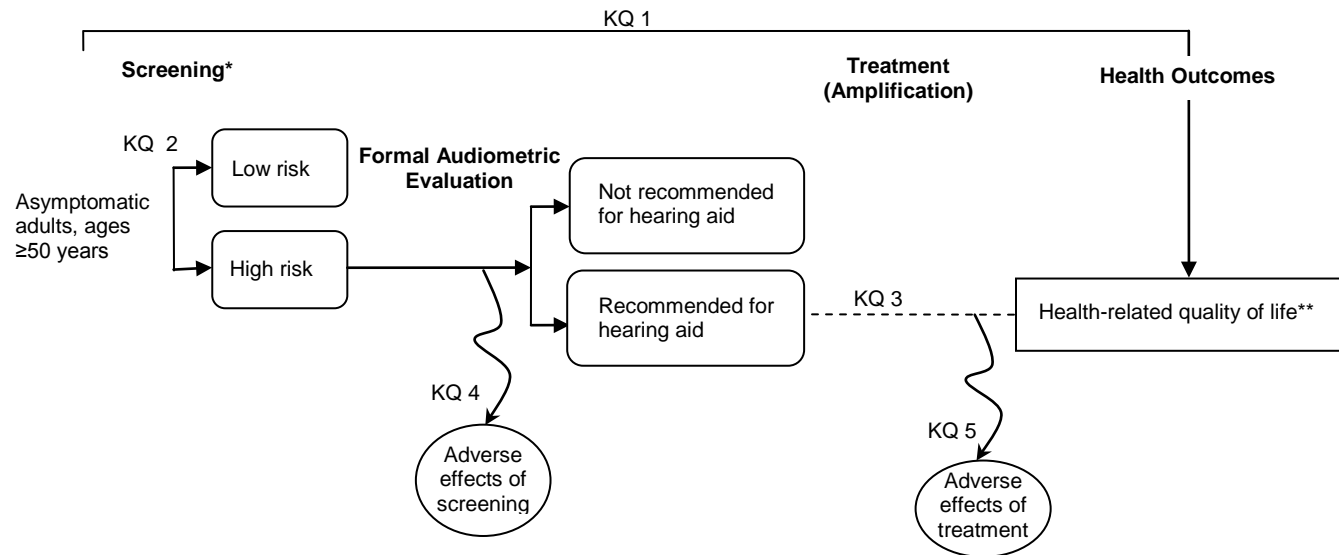 KQ 1
Screening*
Treatment
(Amplification)
Health Outcomes
KQ 2
Low risk
Formal Audiometric
Evaluation
Not recommended
for hearing aid
Asymptomatic
adults, ages
≥50 years
High risk
Recommended for
hearing aid
KQ 3
Health-related quality of life**
KQ 4
Adverse
effects of
screening
KQ 5
Adverse
effects of
treatment